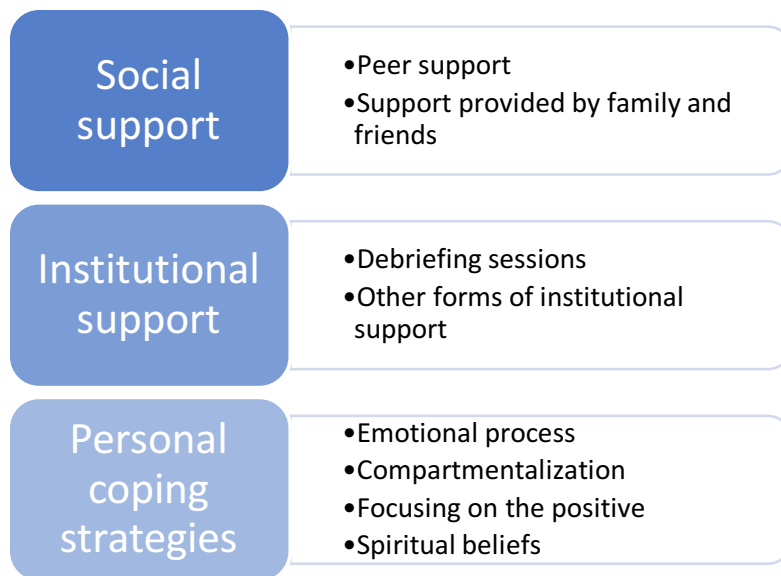 Social
support
•Peer support
•Support provided by family and
friends
Institutional
support
•Debriefing sessions
•Other forms of institutional
support
Personal
coping
strategies
•Emotional process
•Compartmentalization
•Focusing on the positive
•Spiritual beliefs